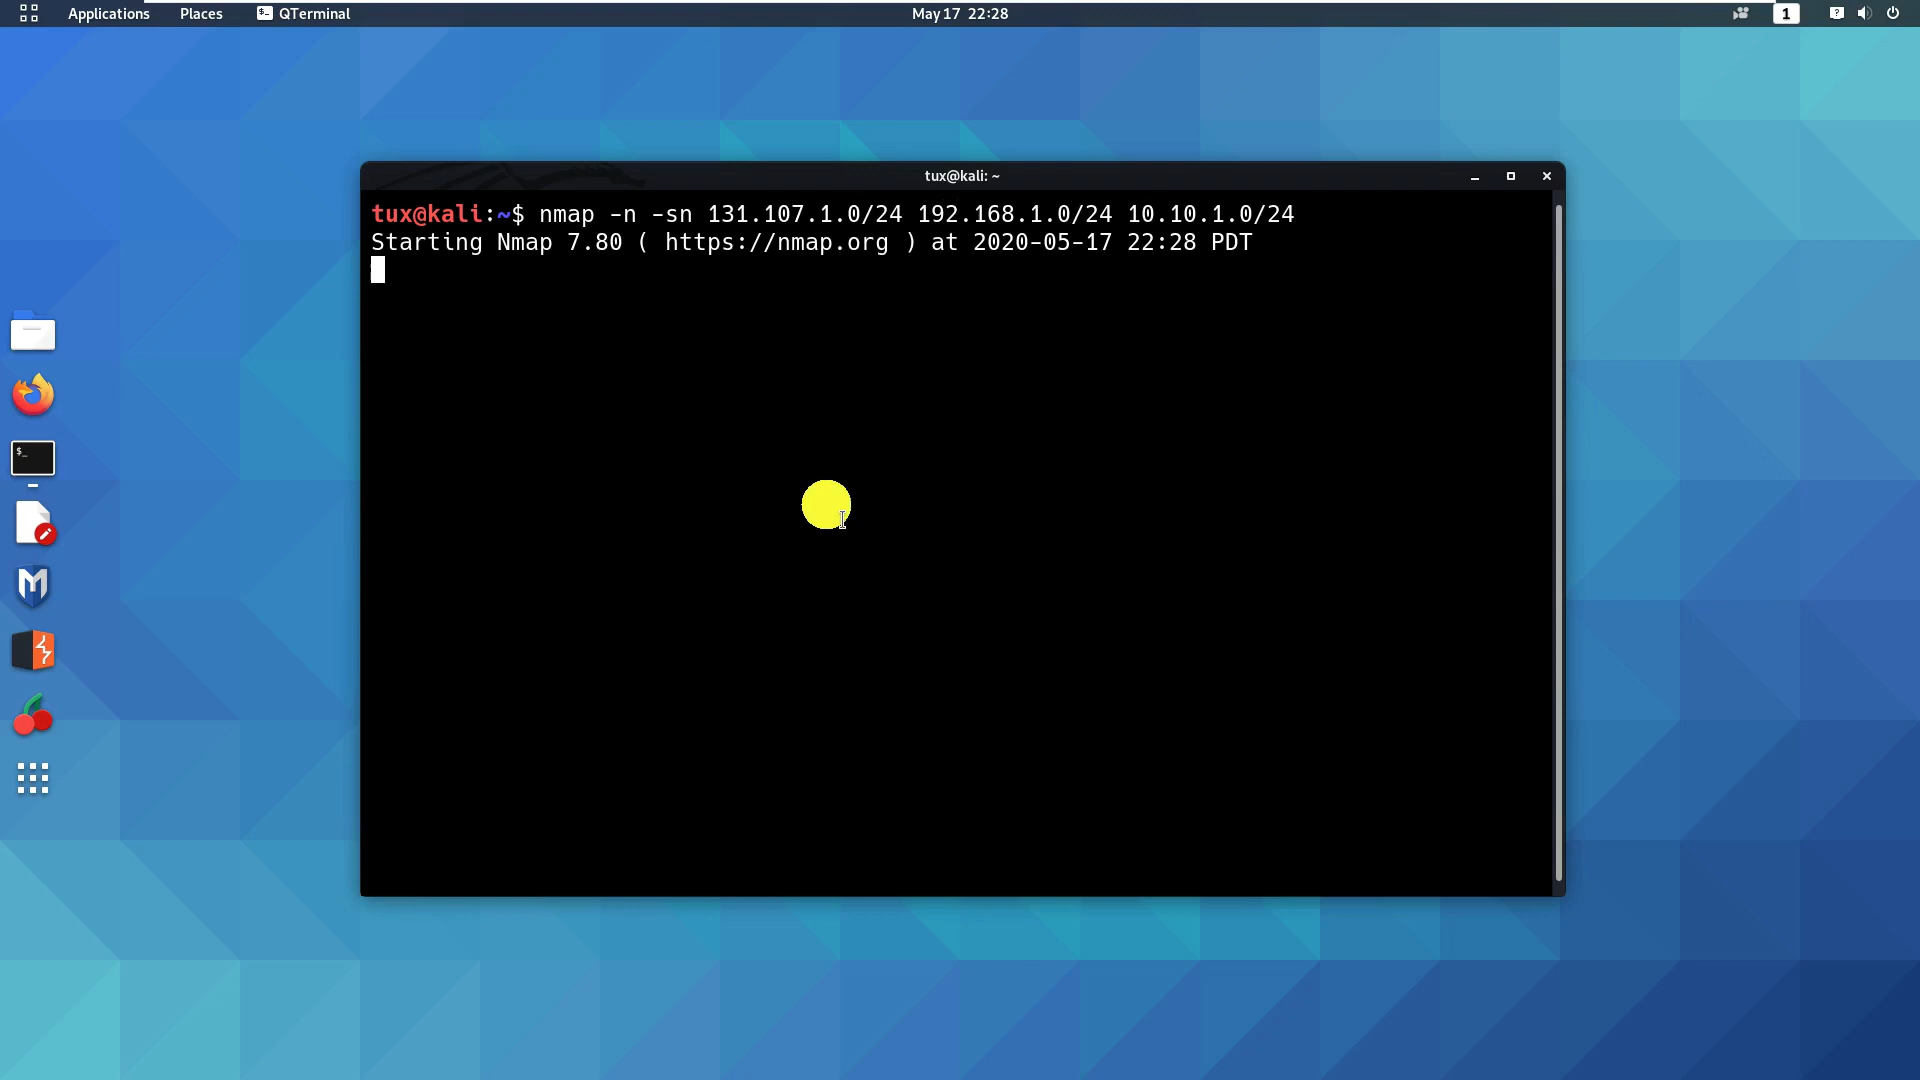 Applications Places QTerminal May 17 22:28 1
tux@kali: ~
tux@kali:~$ nmap -n -sn 131.107.1.0/24 192.168.1.0/24 10.10.1.0/24
Starting Nmap 7.80 ( https://nmap.org ) at 2020-05-17 22:28 PDT